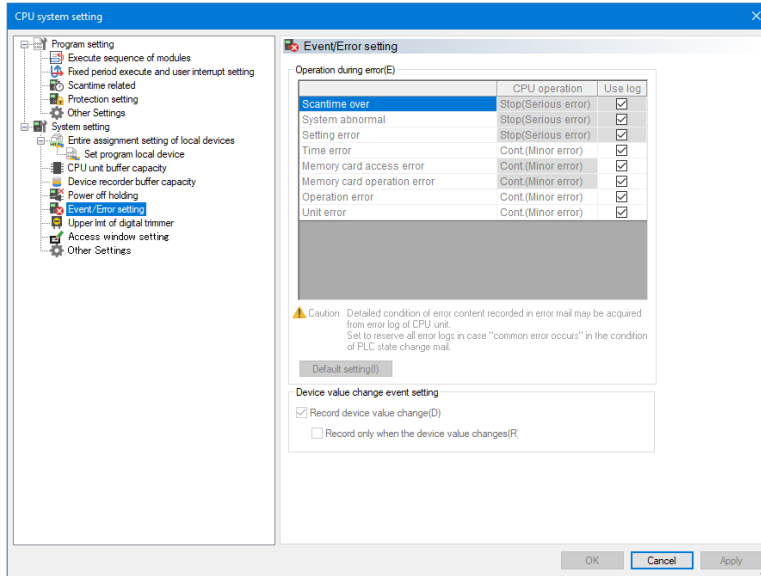 CPU system setting
Program setting
Execute sequence of modules
Fixed period execute and user interrupt setting
Scantime related
Protection setting
Other Settings
System setting
Entire assignment setting of local devices
Set program local device
CPU unit buffer capacity
Device recorder buffer capacity
Power off holding
Event/Error setting
Upper lmt of digital trimmer
Access window setting
Other Settings
Event/Error setting
Operation during error(E)
CPU operation Use log
Scantime over Stop(Serious error)
System abnormal Stop(Serious error)
Setting error Stop(Serious error)
Time error Cont.(Minor error)
Memory card access error Cont.(Minor error)
Memory card operation error Cont.(Minor error)
Operation error Cont.(Minor error)
Unit error Cont.(Minor error)
Caution Detailed condition of error content recorded in error mail may be acquired
from error log of CPU unit.
Set to reserve all error logs in case "common error occurs" in the condition
of PLC state change mail.
Default setting(I)
Device value change event setting
Record device value change(D)
Record only when the device value changes(R
OK Cancel Apply